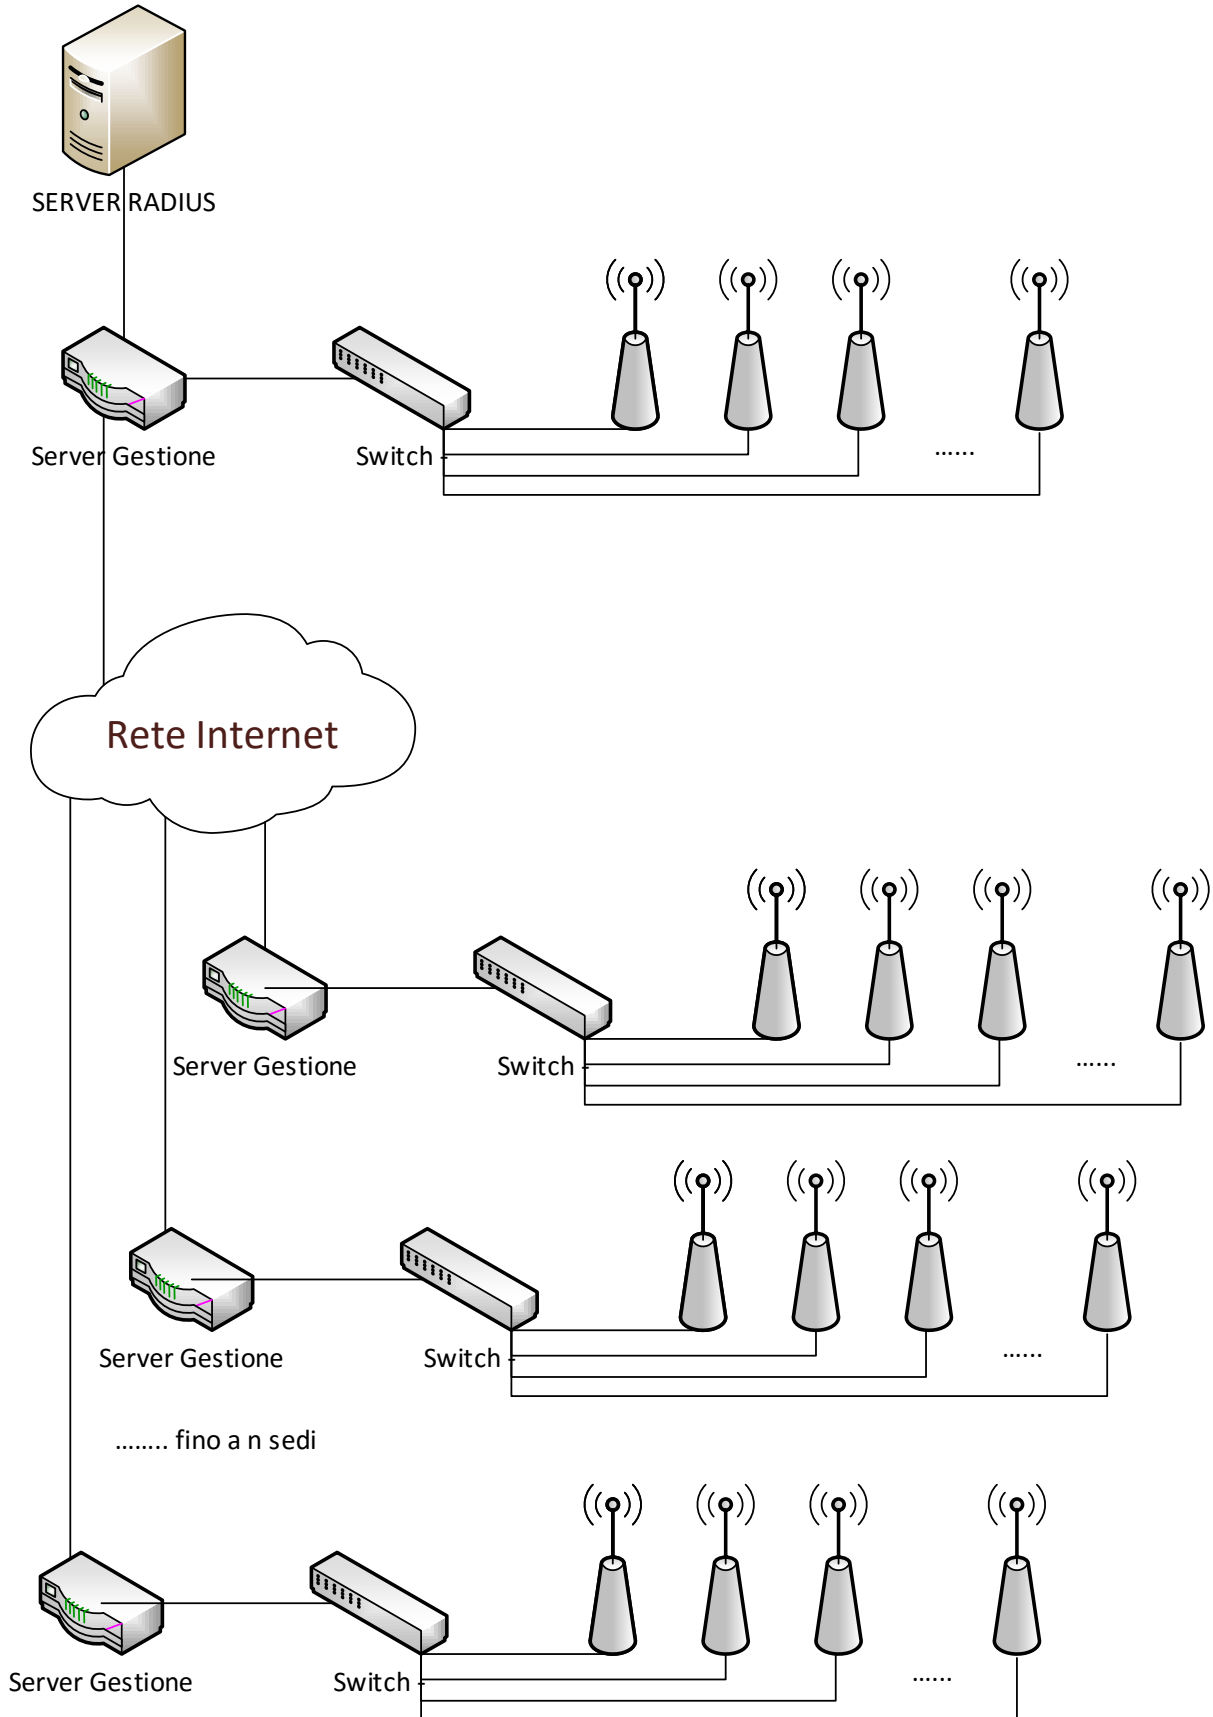 SERVER RADIUS
Server Gestione
Switch -
......
Rete Internet
Server Gestione
Switch -
......
Server Gestione
Switch -
......
........ fino a n sedi
Server Gestione
Switch -
......